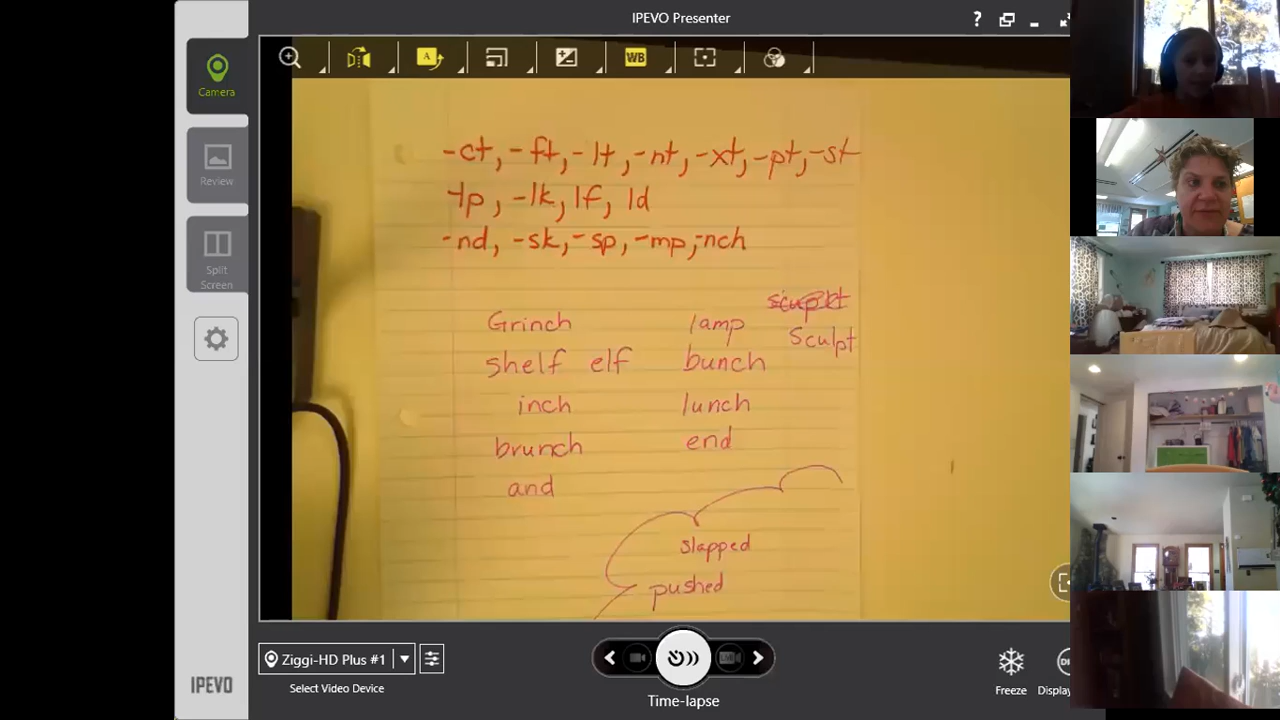 IPEVO Presenter
?
A
WB
Camera
Review
Split
Screen
-ct, -ft, -lt, -nt, -xt, -pt, -st
-lp, -lk, lf, ld
-nd, -sk, -sp, -mp, -nch
Grinch lamp
Sculpt
shelf elf bunch
inch lunch
brunch end
and
slapped
pushed
IPEVO
Ziggi-HD Plus #1
Select Video Device
Time-lapse
Freeze
Display